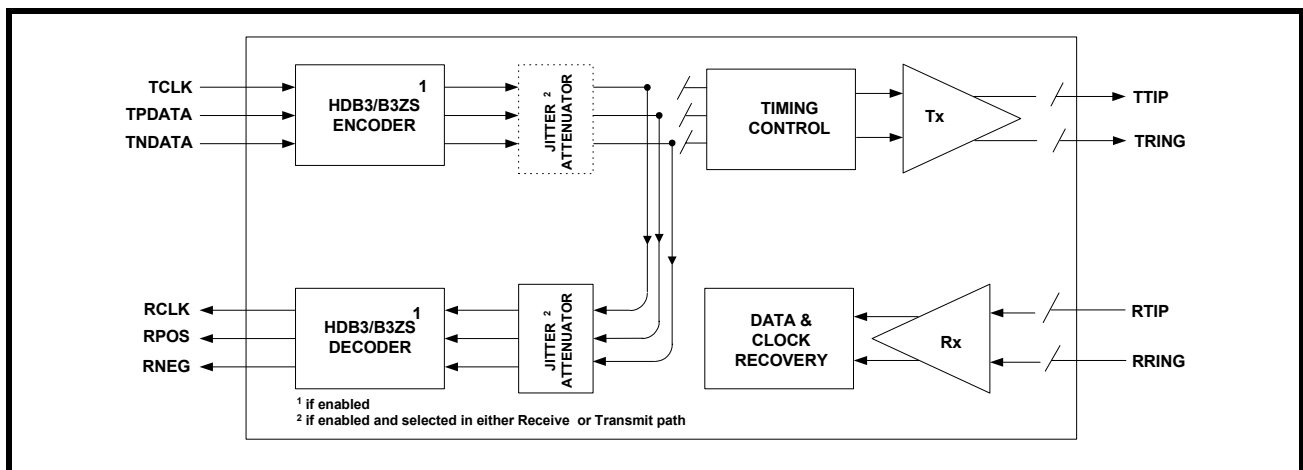 TCLK
TPDATA
TNDATA
HDB3/B3ZS 1
ENCODER
JITTER 2
ATTENUATOR
TIMING
CONTROL
Tx
TTIP
TRING
RCLK
RPOS
RNEG
HDB3/B3ZS 1
DECODER
JITTER 2
ATTENUATOR
DATA &
CLOCK
RECOVERY
Rx
RTIP
RRING
1 if enabled
2 if enabled and selected in either Receive or Transmit path